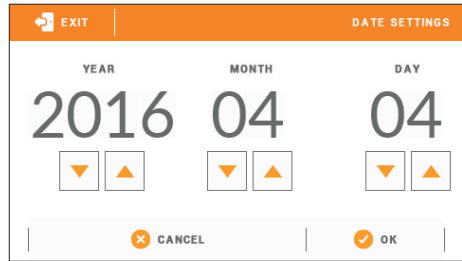 EXIT DATE SETTINGS
YEAR MONTH DAY
2016 04 04
CANCEL OK